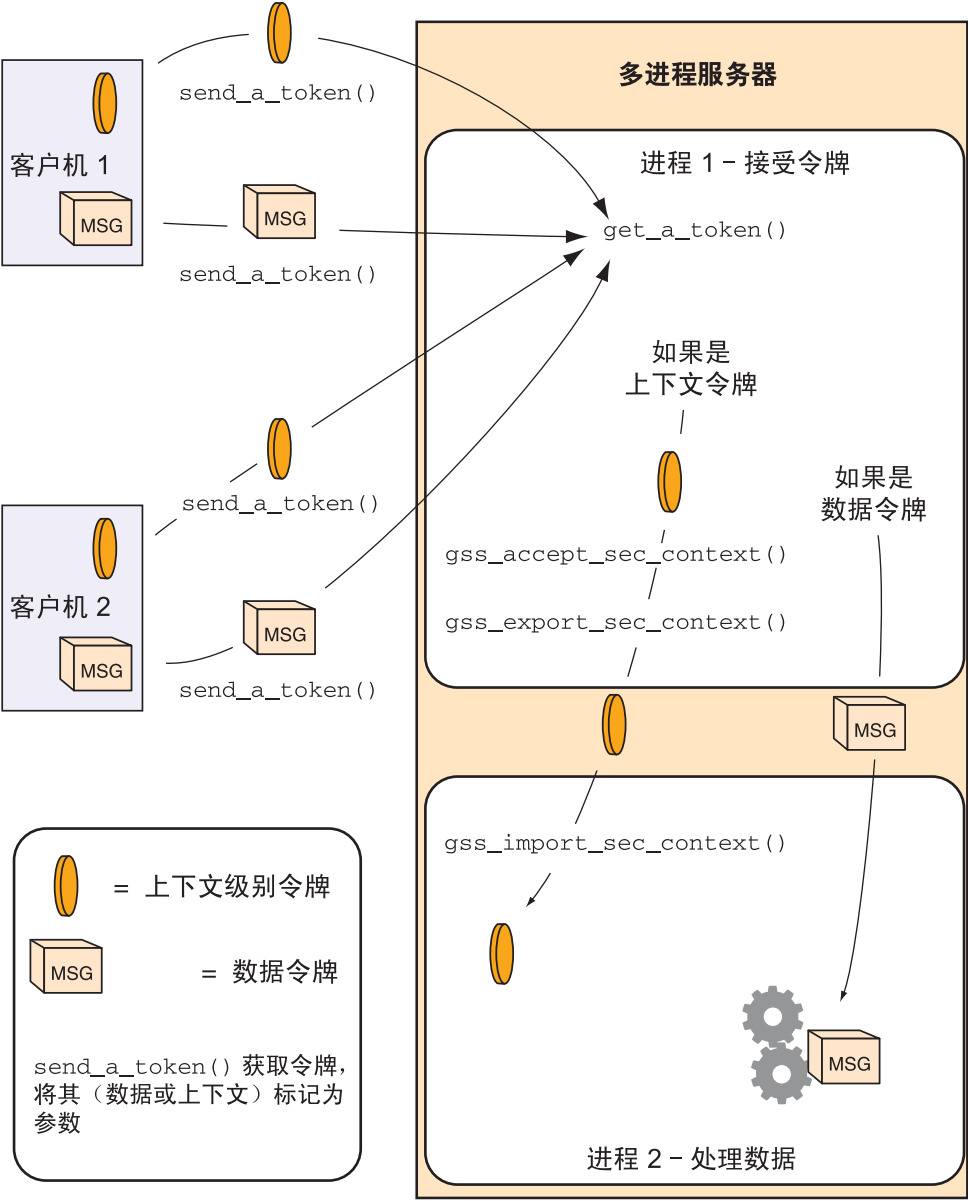 多进程服务器
send_a_token()
客户机 1
MSG
MSG
send_a_token()
进程 1 – 接受令牌
get_a_token()
如果是
上下文令牌
如果是
数据令牌
send_a_token()
客户机 2
MSG
MSG
send_a_token()
gss_accept_sec_context()
gss_export_sec_context()
MSG
gss_import_sec_context()
MSG
进程 2 – 处理数据
= 上下文级别令牌
MSG
= 数据令牌
send_a_token() 获取令牌，
将其（数据或上下文）标记为
参数